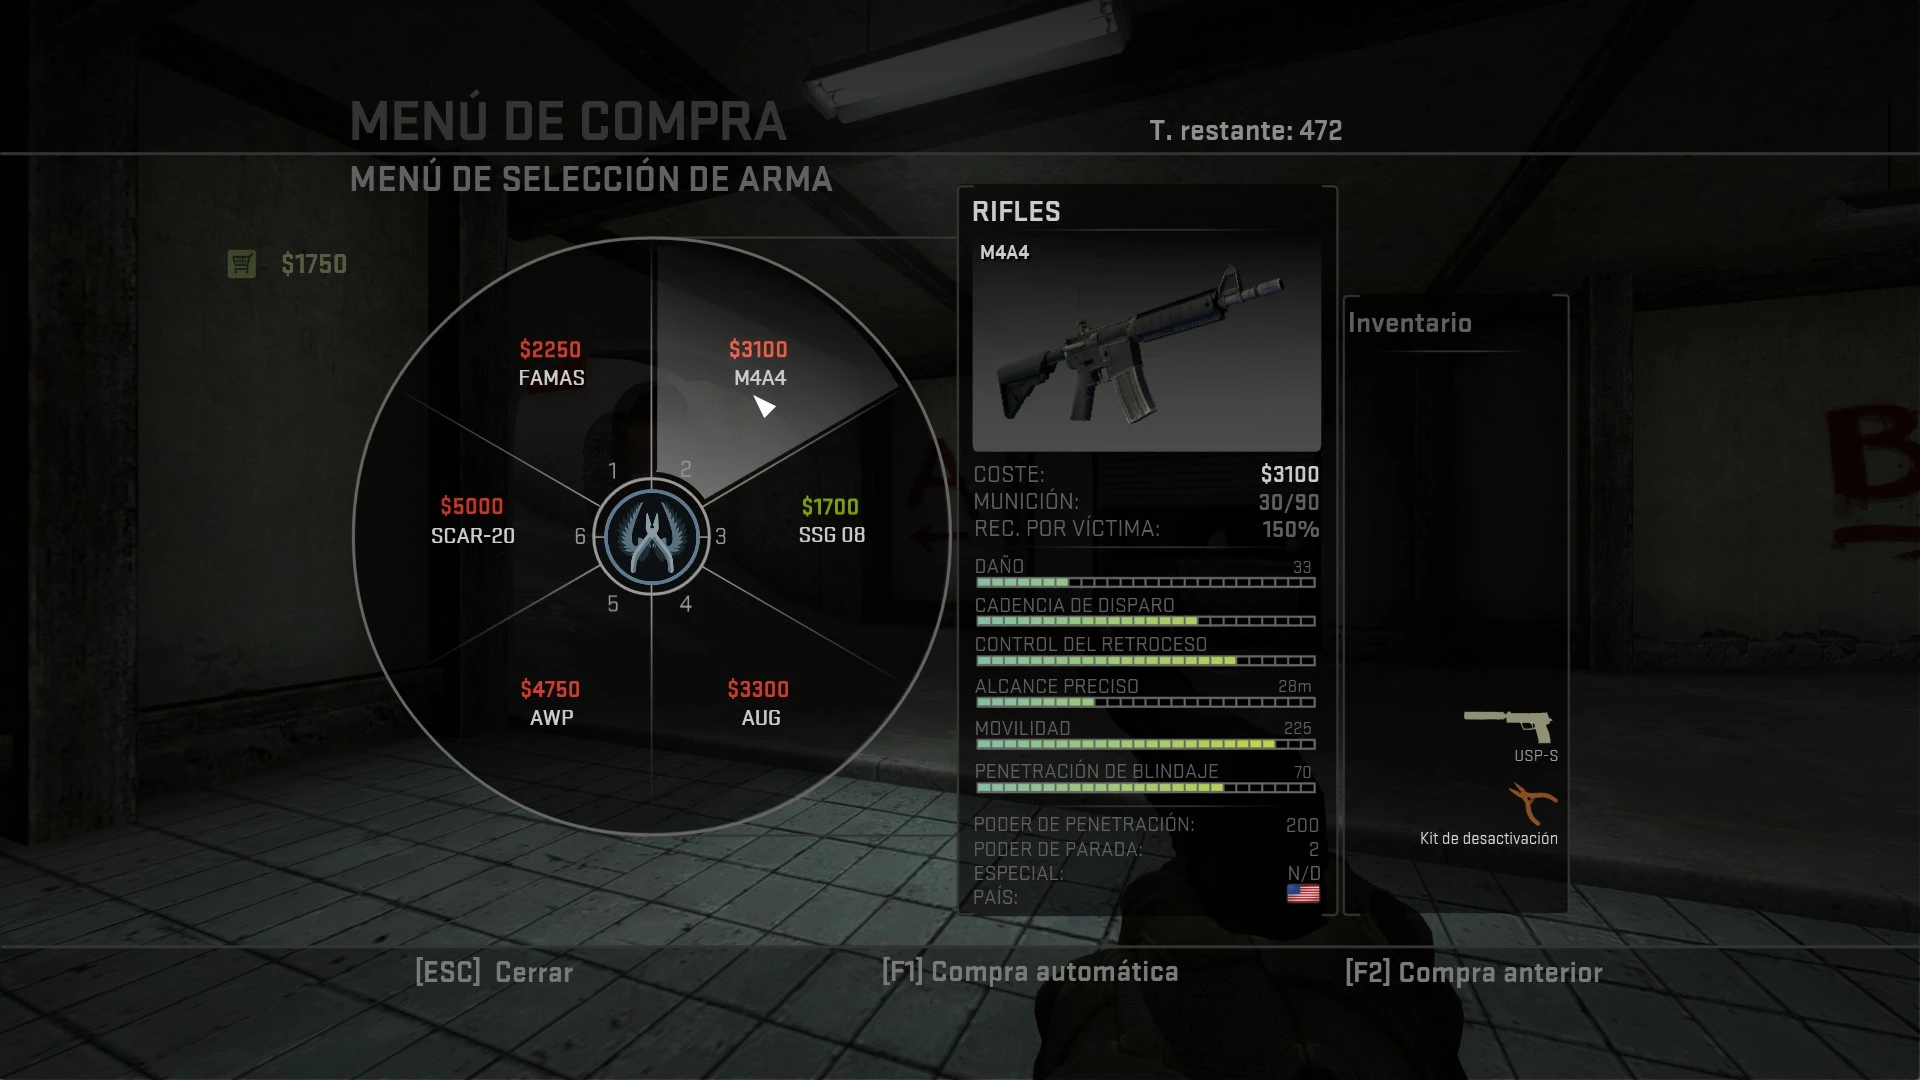 MENÚ DE COMPRA
T. restante: 472
MENÚ DE SELECCIÓN DE ARMA
$1750
$2250
FAMAS
$3100
M4A4
$5000
SCAR-20
$1700
SSG 08
$4750
AWP
$3300
AUG
1
2
3
4
5
6
RIFLES
M4A4
COSTE: $3100
MUNICIÓN: 30/90
REC. POR VÍCTIMA: 150%
DAÑO 33
CADENCIA DE DISPARO
CONTROL DEL RETROCESO
ALCANCE PRECISO 28m
MOVILIDAD 225
PENETRACIÓN DE BLINDAJE 70
PODER DE PENETRACIÓN: 200
PODER DE PARADA: 2
ESPECIAL: N/D
PAÍS:
Inventario
USP-S
Kit de desactivación
A
B
[ESC] Cerrar
[F1] Compra automática
[F2] Compra anterior